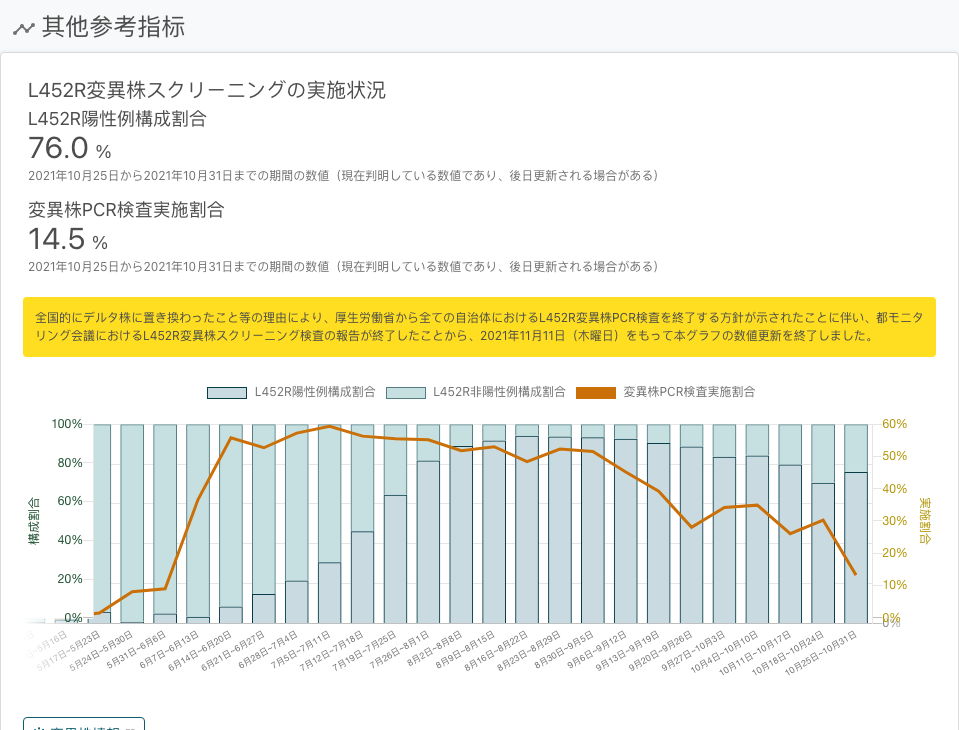 其他参考指标
L452R変異株スクリーニングの実施状況
L452R陽性例構成割合
76.0 %
2021年10月25日から2021年10月31日までの期間の数値（現在判明している数値であり、後日更新される場合がある）
変異株PCR検査実施割合
14.5 %
2021年10月25日から2021年10月31日までの期間の数値（現在判明している数値であり、後日更新される場合がある）
全国的にデルタ株に置き換わったこと等の理由により、厚生労働省から全ての自治体におけるL452R変異株PCR検査を終了する方針が示されたことに伴い、都モニタ
リング会議におけるL452R変異株スクリーニング検査の報告が終了したことから、2021年11月11日（木曜日）をもって本グラフの数値更新を終了しました。
L452R陽性例構成割合 L452R非陽性例構成割合 変異株PCR検査実施割合
100% 60%
80% 50%
60% 40%
40% 30%
20% 20%
0% 10%
0%
0%
構成割合
実施割合
5月16日
5月17日~5月23日
5月24日~5月30日
5月31日~6月6日
6月7日~6月13日
6月14日~6月20日
6月21日~6月27日
6月28日~7月4日
7月5日~7月11日
7月12日~7月18日
7月19日~7月25日
7月26日~8月1日
8月2日~8月8日
8月9日~8月15日
8月16日~8月22日
8月23日~8月29日
8月30日~9月5日
9月6日~9月12日
9月13日~9月19日
9月20日~9月26日
9月27日~10月3日
10月4日~10月10日
10月11日~10月17日
10月18日~10月24日
10月25日~10月31日